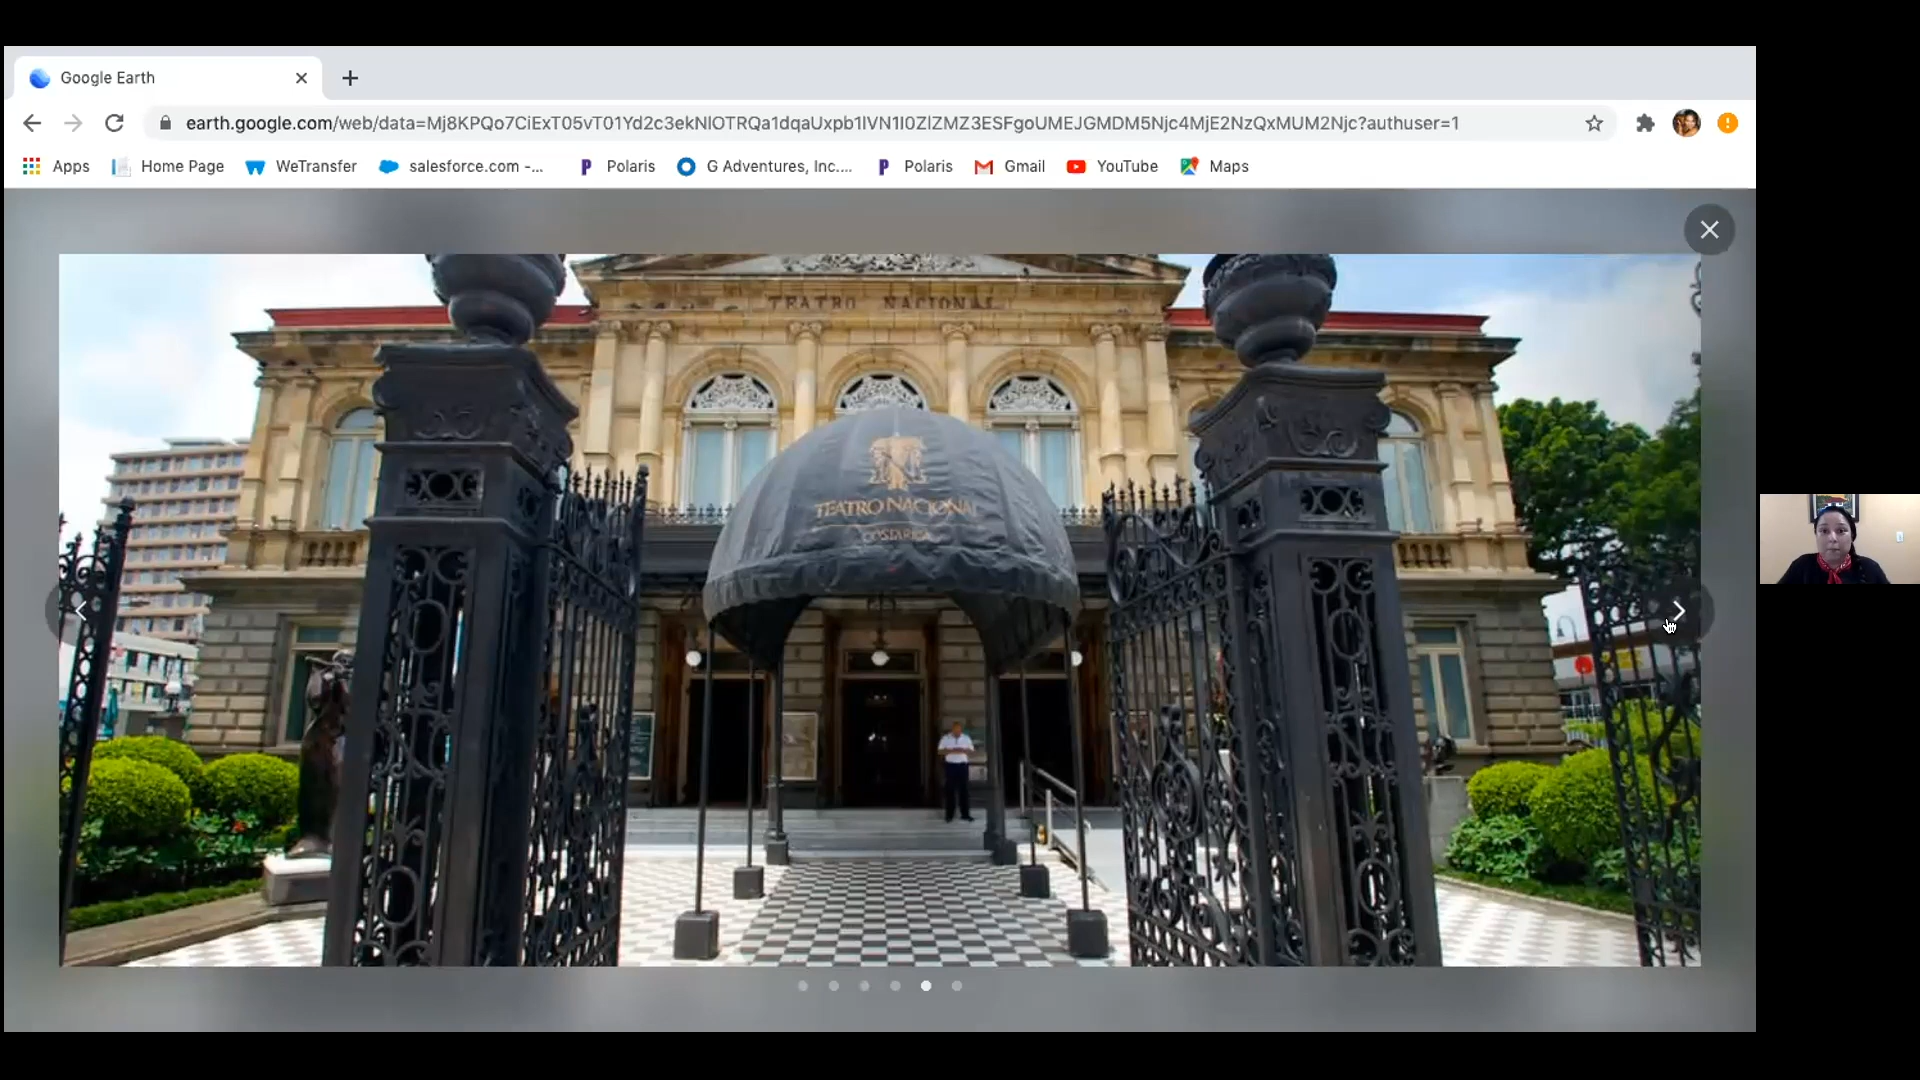 Google Earth
earth.google.com/web/data=Mj8KPQo7CiExT05vT01Yd2c3ekNlOTRQa1dqaUxpb1lVN1I0ZlZMZ3ESFgoUMEJGMDM5Njc4MjE2NzQxMUM2Njc?authuser=1
Apps Home Page WeTransfer salesforce.com -... Polaris G Adventures, Inc.... Polaris Gmail YouTube Maps
TEATRO NACIONAL
TEATRO NACIONAL
COSTA RICA